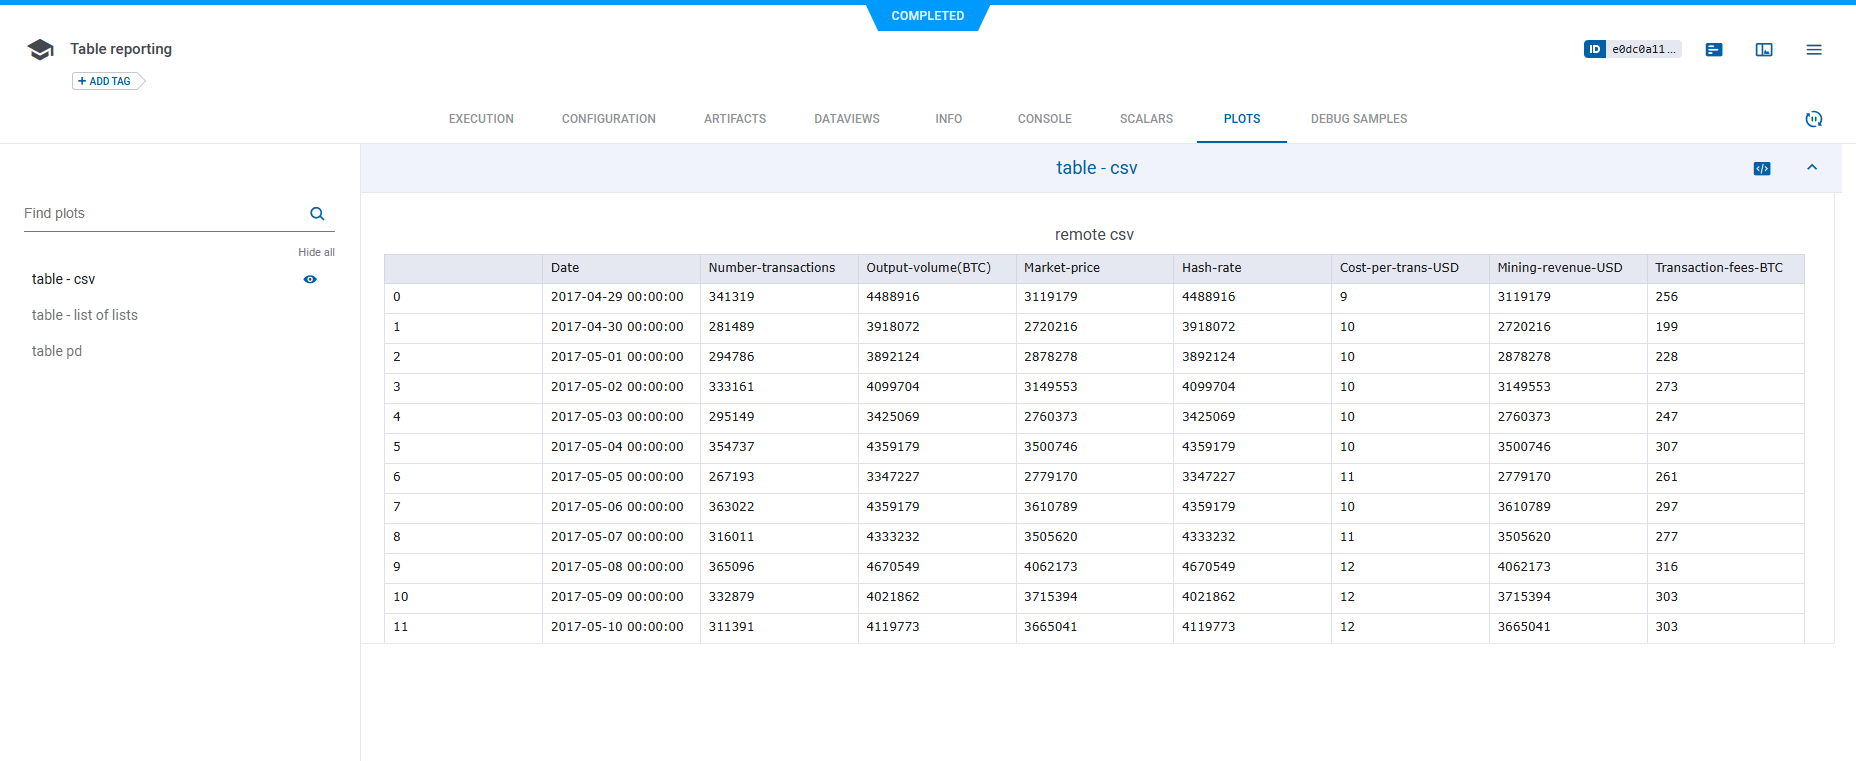 COMPLETED
Table reporting
ID e0dc0a11...
+ ADD TAG
EXECUTION CONFIGURATION ARTIFACTS DATAVIEWS INFO CONSOLE SCALARS PLOTS DEBUG SAMPLES
table - csv
Find plots
Hide all
table - csv
table - list of lists
table pd
remote csv
Date Number-transactions Output-volume(BTC) Market-price Hash-rate Cost-per-trans-USD Mining-revenue-USD Transaction-fees-BTC
0 2017-04-29 00:00:00 341319 4488916 3119179 4488916 9 3119179 256
1 2017-04-30 00:00:00 281489 3918072 2720216 3918072 10 2720216 199
2 2017-05-01 00:00:00 294786 3892124 2878278 3892124 10 2878278 228
3 2017-05-02 00:00:00 333161 4099704 3149553 4099704 10 3149553 273
4 2017-05-03 00:00:00 295149 3425069 2760373 3425069 10 2760373 247
5 2017-05-04 00:00:00 354737 4359179 3500746 4359179 10 3500746 307
6 2017-05-05 00:00:00 267193 3347227 2779170 3347227 11 2779170 261
7 2017-05-06 00:00:00 363022 4359179 3610789 4359179 10 3610789 297
8 2017-05-07 00:00:00 316011 4333232 3505620 4333232 11 3505620 277
9 2017-05-08 00:00:00 365096 4670549 4062173 4670549 12 4062173 316
10 2017-05-09 00:00:00 332879 4021862 3715394 4021862 12 3715394 303
11 2017-05-10 00:00:00 311391 4119773 3665041 4119773 12 3665041 303